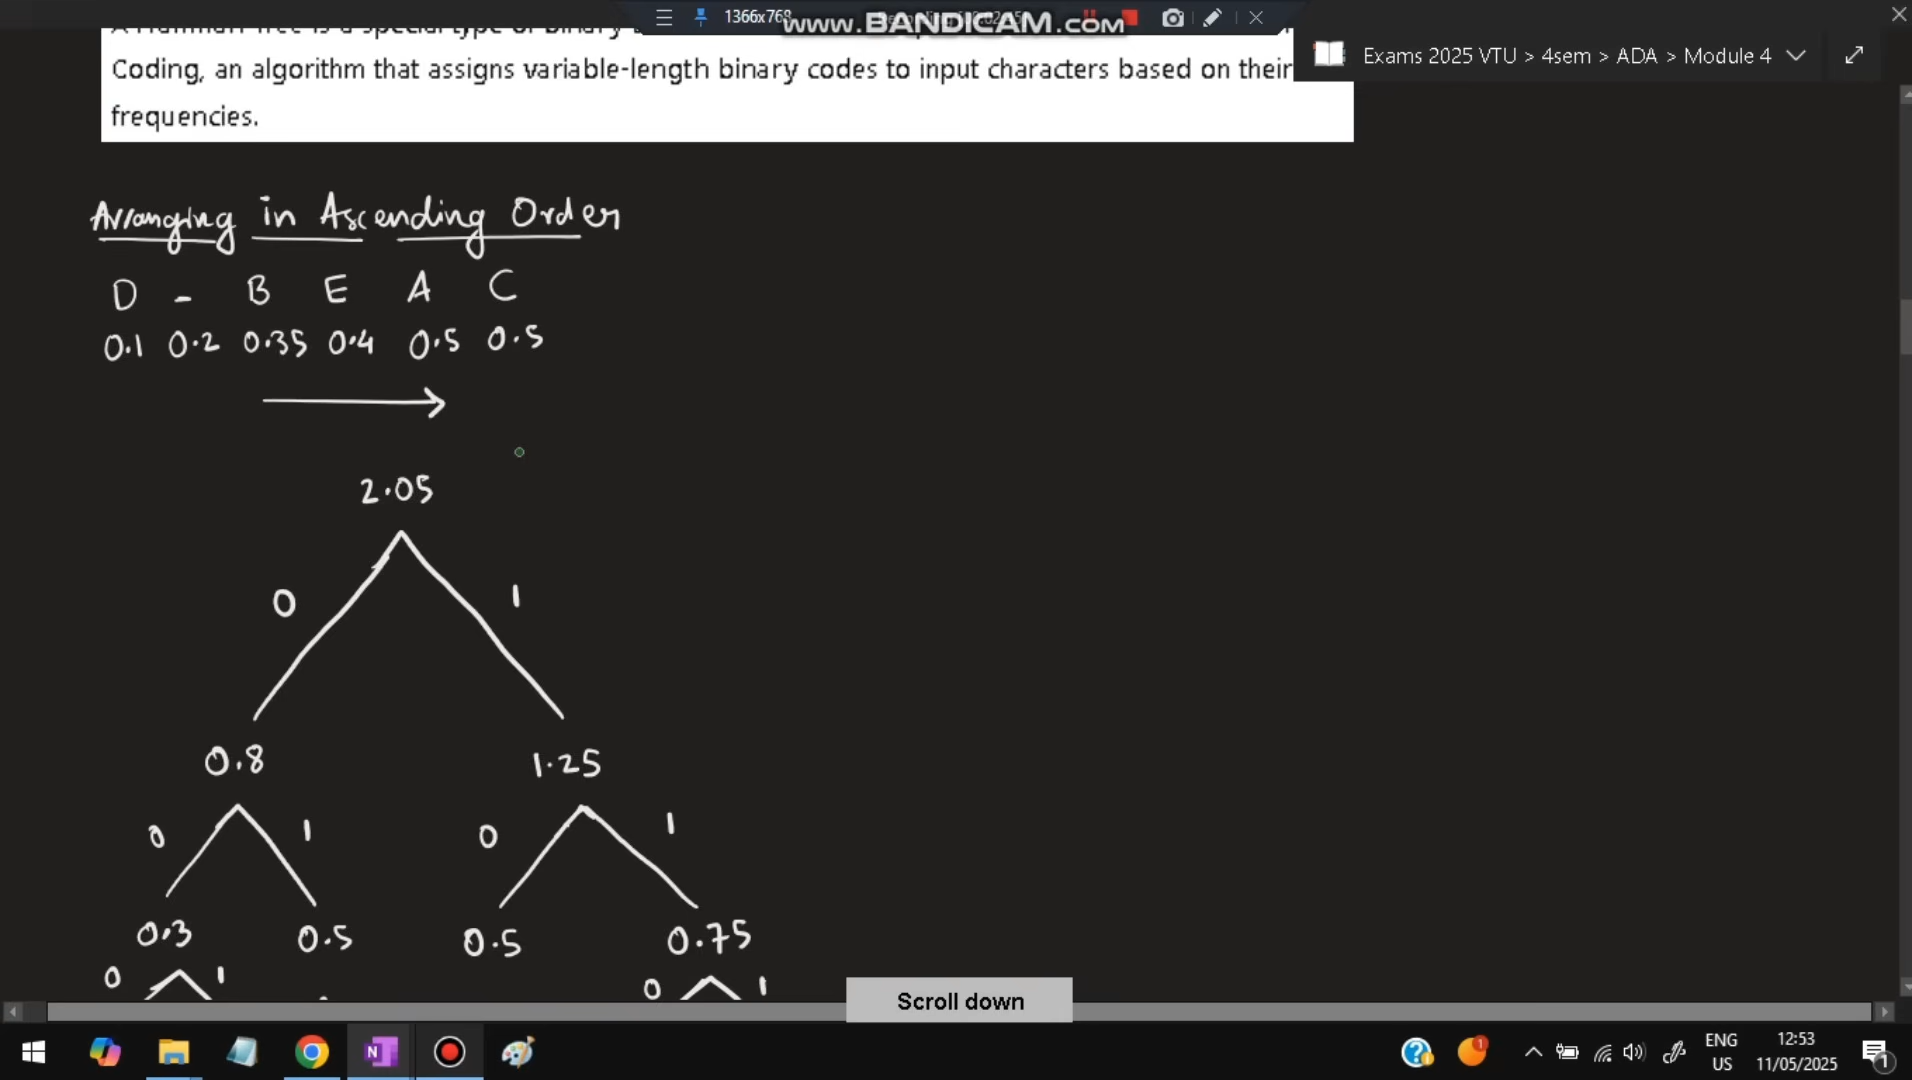 1366x768
www.BANDICAM.com
Exams 2025 VTU > 4sem > ADA > Module 4
Coding, an algorithm that assigns variable-length binary codes to input characters based on their
frequencies.
Arranging in Ascending Order
D - B E A C
0.1 0.2 0.35 0.4 0.5 0.5
2.05
0 1
0.8 1.25
0 1 0 1
0.3 0.5 0.5 0.75
0 1 0 1
Scroll down
N
1
ENG
US
12:53
11/05/2025
1